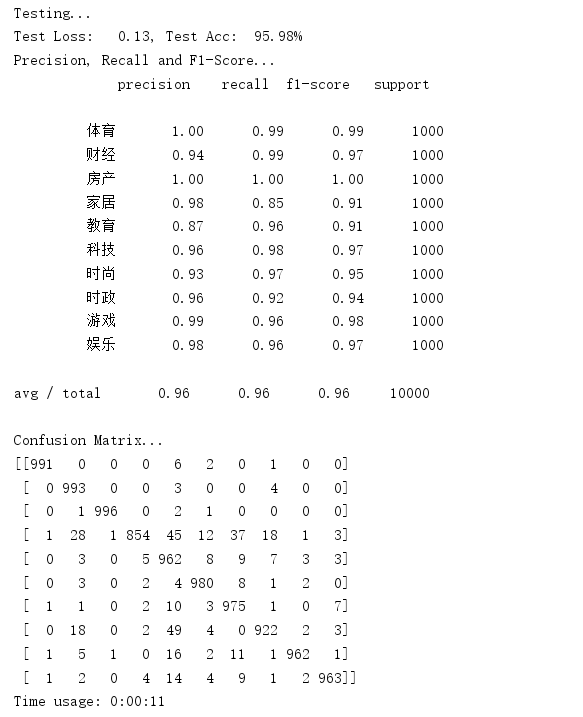 Testing...
Test Loss:   0.13, Test Acc:  95.98%
Precision, Recall and F1-Score...
             precision    recall  f1-score   support

         体育       1.00      0.99      0.99      1000
         财经       0.94      0.99      0.97      1000
         房产       1.00      1.00      1.00      1000
         家居       0.98      0.85      0.91      1000
         教育       0.87      0.96      0.91      1000
         科技       0.96      0.98      0.97      1000
         时尚       0.93      0.97      0.95      1000
         时政       0.96      0.92      0.94      1000
         游戏       0.99      0.96      0.98      1000
         娱乐       0.98      0.96      0.97      1000

avg / total       0.96      0.96      0.96     10000

Confusion Matrix...
[[991   0   0   0   6   2   0   1   0   0]
 [  0 993   0   0   3   0   0   4   0   0]
 [  0   1 996   0   2   1   0   0   0   0]
 [  1  28   1 854  45  12  37  18   1   3]
 [  0   3   0   5 962   8   9   7   3   3]
 [  0   3   0   2   4 980   8   1   2   0]
 [  1   1   0   2  10   3 975   1   0   7]
 [  0  18   0   2  49   4   0 922   2   3]
 [  1   5   1   0  16   2  11   1 962   1]
 [  1   2   0   4  14   4   9   1   2 963]]
Time usage: 0:00:11